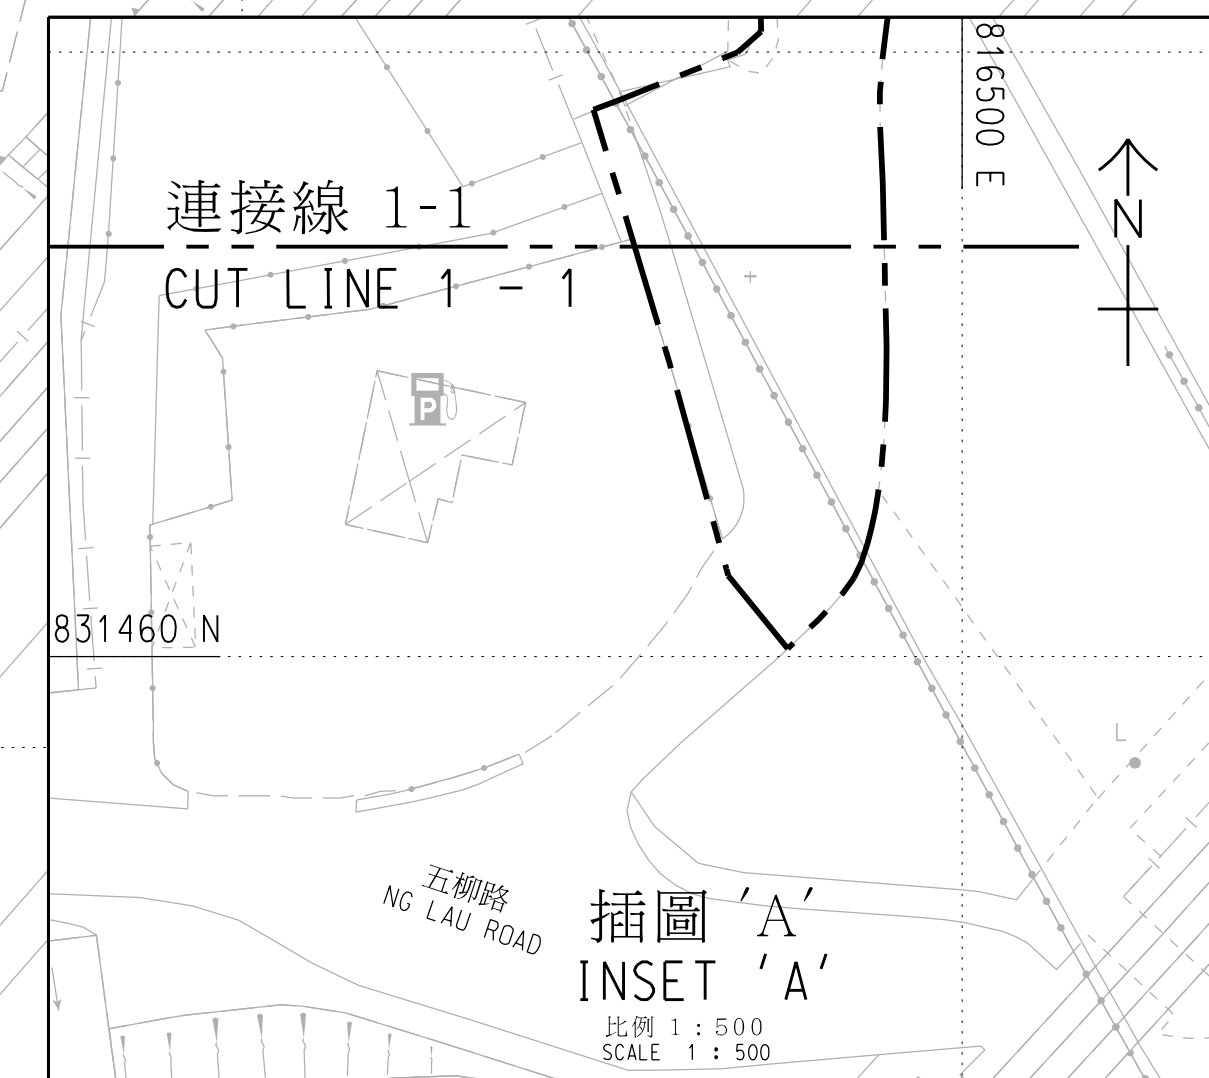 816500 E
連接線 1-1
N
CUT LINE 1 - 1
P
831460 N
L
五柳路
NG LAU ROAD
插圖 'A'
INSET 'A'
比例 1 : 500
SCALE 1 : 500